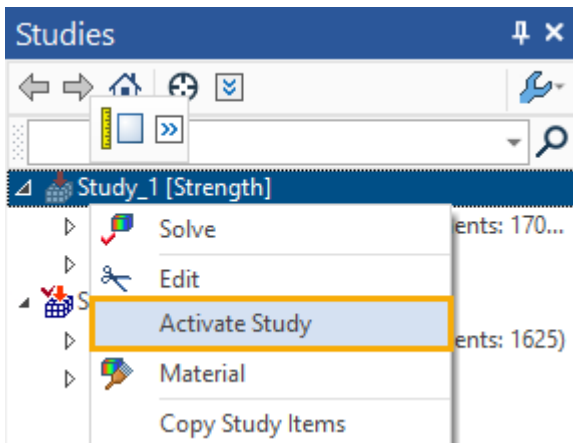 Studies
Study_1 [Strength]
Solve
ents: 170...
Edit
S
Activate Study
ents: 1625)
Material
Copy Study Items